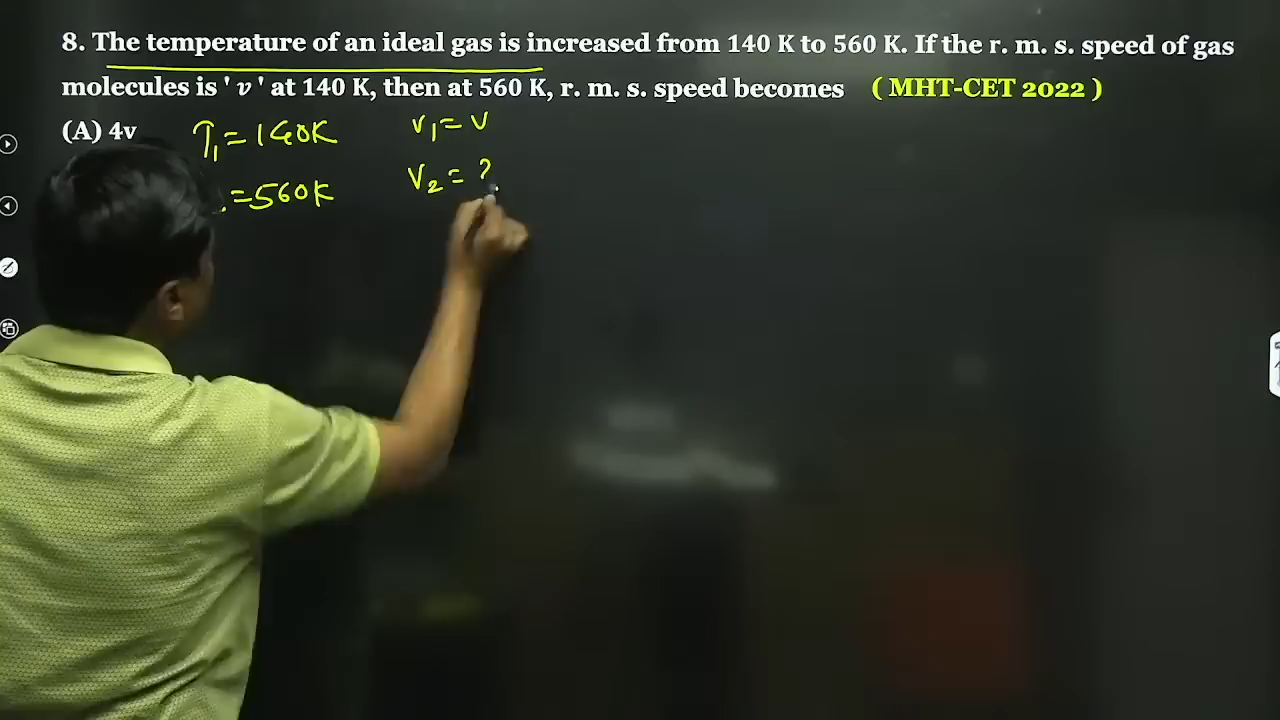 8. The temperature of an ideal gas is increased from 140 K to 560 K. If the r. m. s. speed of gas
molecules is ' v ' at 140 K, then at 560 K, r. m. s. speed becomes ( MHT-CET 2022 )
(A) 4v
T₁ = 140K v₁ = v
= 560K v₂ = ?